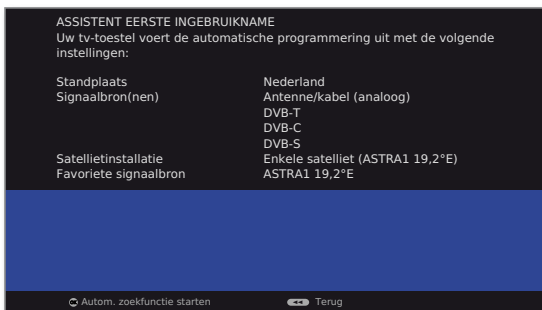 ASSISTENT EERSTE INGEBRUIKNAME
Uw tv-toestel voert de automatische programmering uit met de volgende
instellingen:
Standplaats Nederland
Signaalbron(nen) Antenne/kabel (analoog)
DVB-T
DVB-C
DVB-S
Satellietinstallatie Enkele satelliet (ASTRA1 19,2°E)
Favoriete signaalbron ASTRA1 19,2°E
OK Autom. zoekfunctie starten ◄◄ Terug